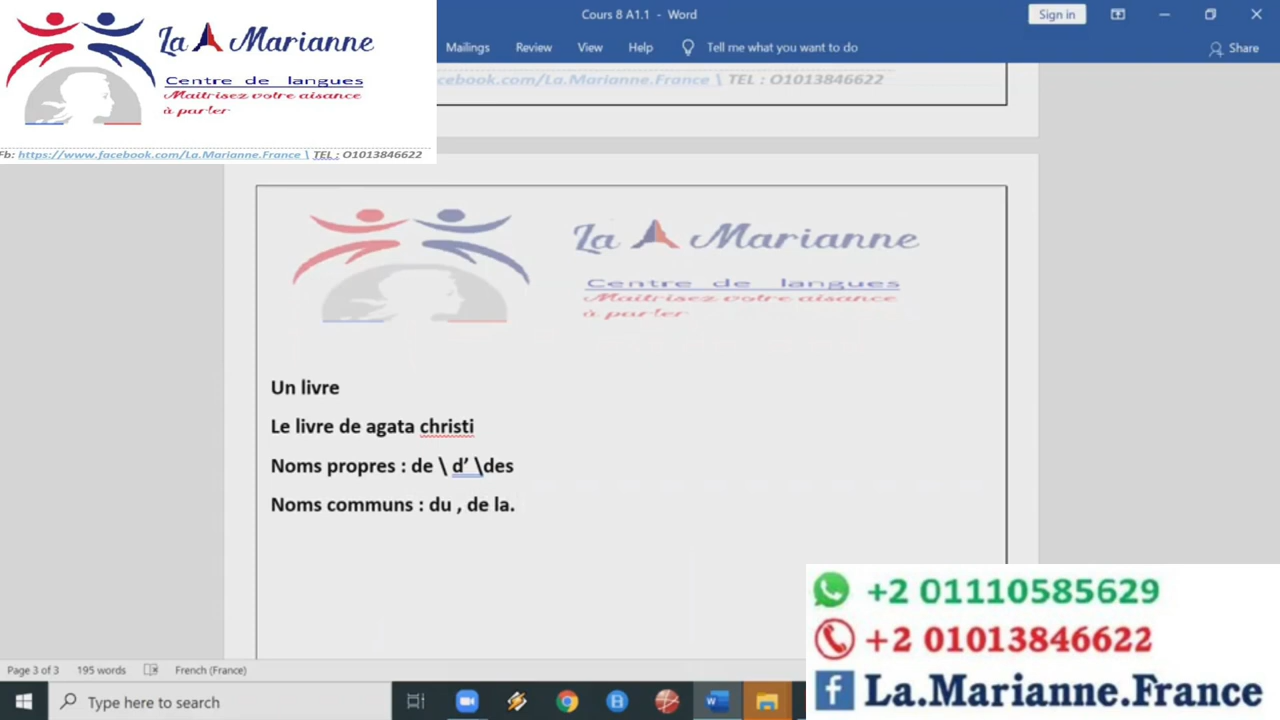 Cours 8 A1.1 - Word
Sign in
Mailings Review View Help Tell me what you want to do
Share
La Marianne
Centre de langues
Maitrisez votre aisance
à parler
Fb: https://www.facebook.com/La.Marianne.France \ TEL : O1013846622
cebook.com/La.Marianne.France \ TEL : O1013846622
La Marianne
Centre de langues
Maitrisez votre aisance
à parler
Un livre
Le livre de agata christi
Noms propres : de \ d’ \des
Noms communs : du , de la.
+2 01110585629
+2 01013846622
La.Marianne.France
Page 3 of 3 195 words French (France)
Type here to search